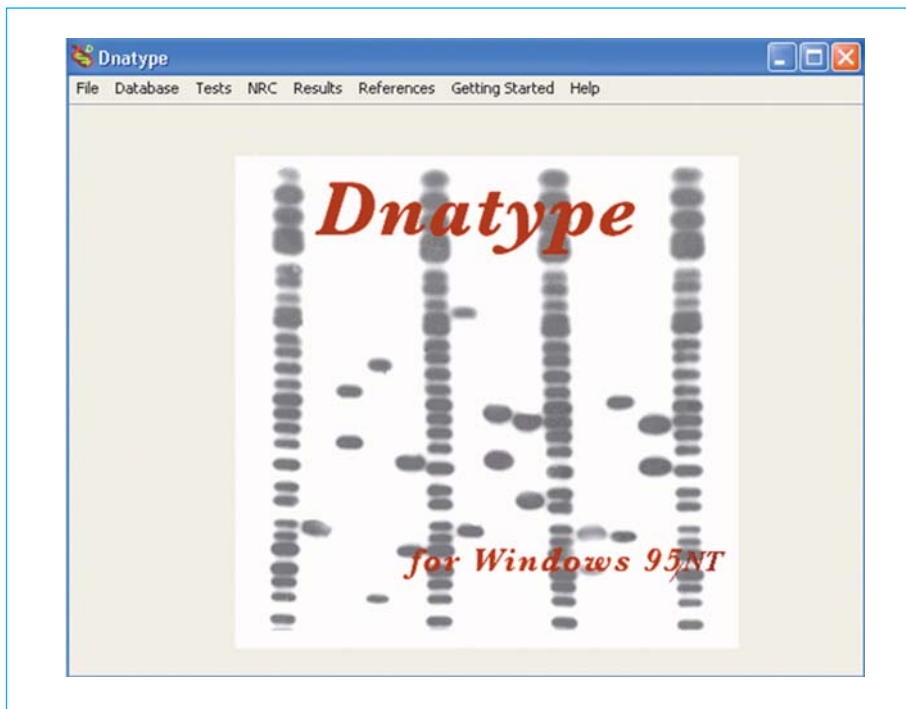 Dnatype
File Database Tests NRC Results References Getting Started Help
Dnatype
for Windows 95/NT